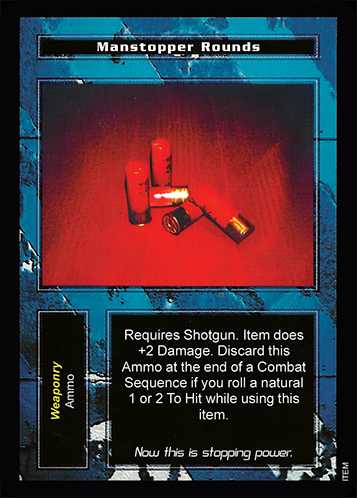 Manstopper Rounds
Weaponry
Ammo
Requires Shotgun. Item does
+2 Damage. Discard this
Ammo at the end of a Combat
Sequence if you roll a natural
1 or 2 To Hit while using this
item.
Now this is stopping power.
ITEM